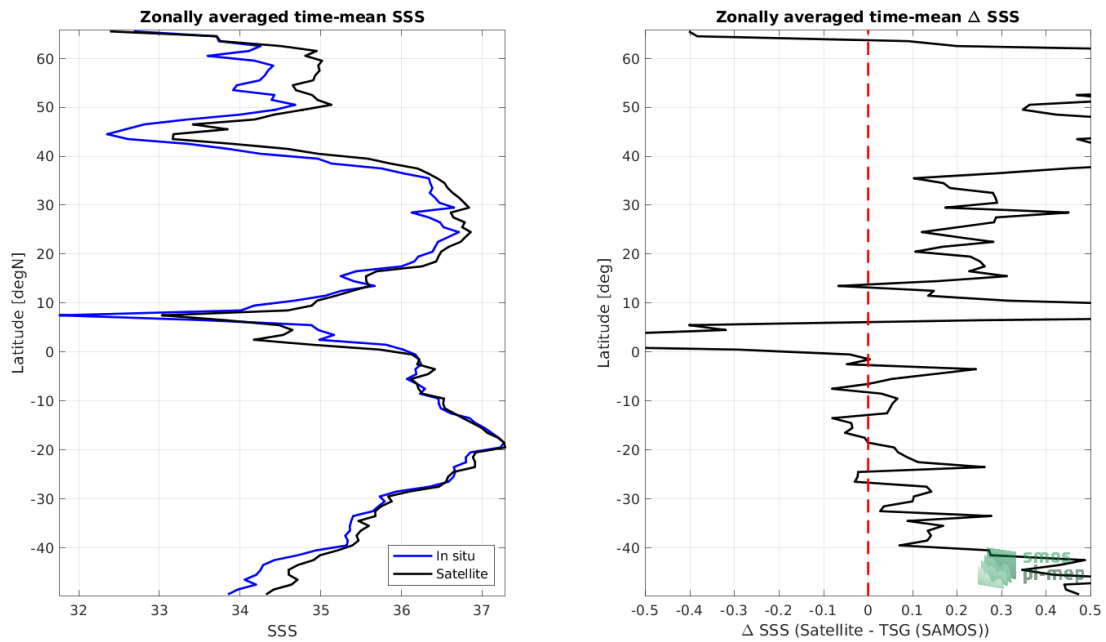 Zonally averaged time-mean SSS
60
50
40
30
20
10
0
-10
-20
-30
-40
Latitude [degN]
32 33 34 35 36 37
SSS
In situ
Satellite
Zonally averaged time-mean Δ SSS
60
50
40
30
20
10
0
-10
-20
-30
-40
Latitude [deg]
-0.5 -0.4 -0.3 -0.2 -0.1 0 0.1 0.2 0.3 0.4 0.5
Δ SSS (Satellite - TSG (SAMOS))
smos
pi-mep